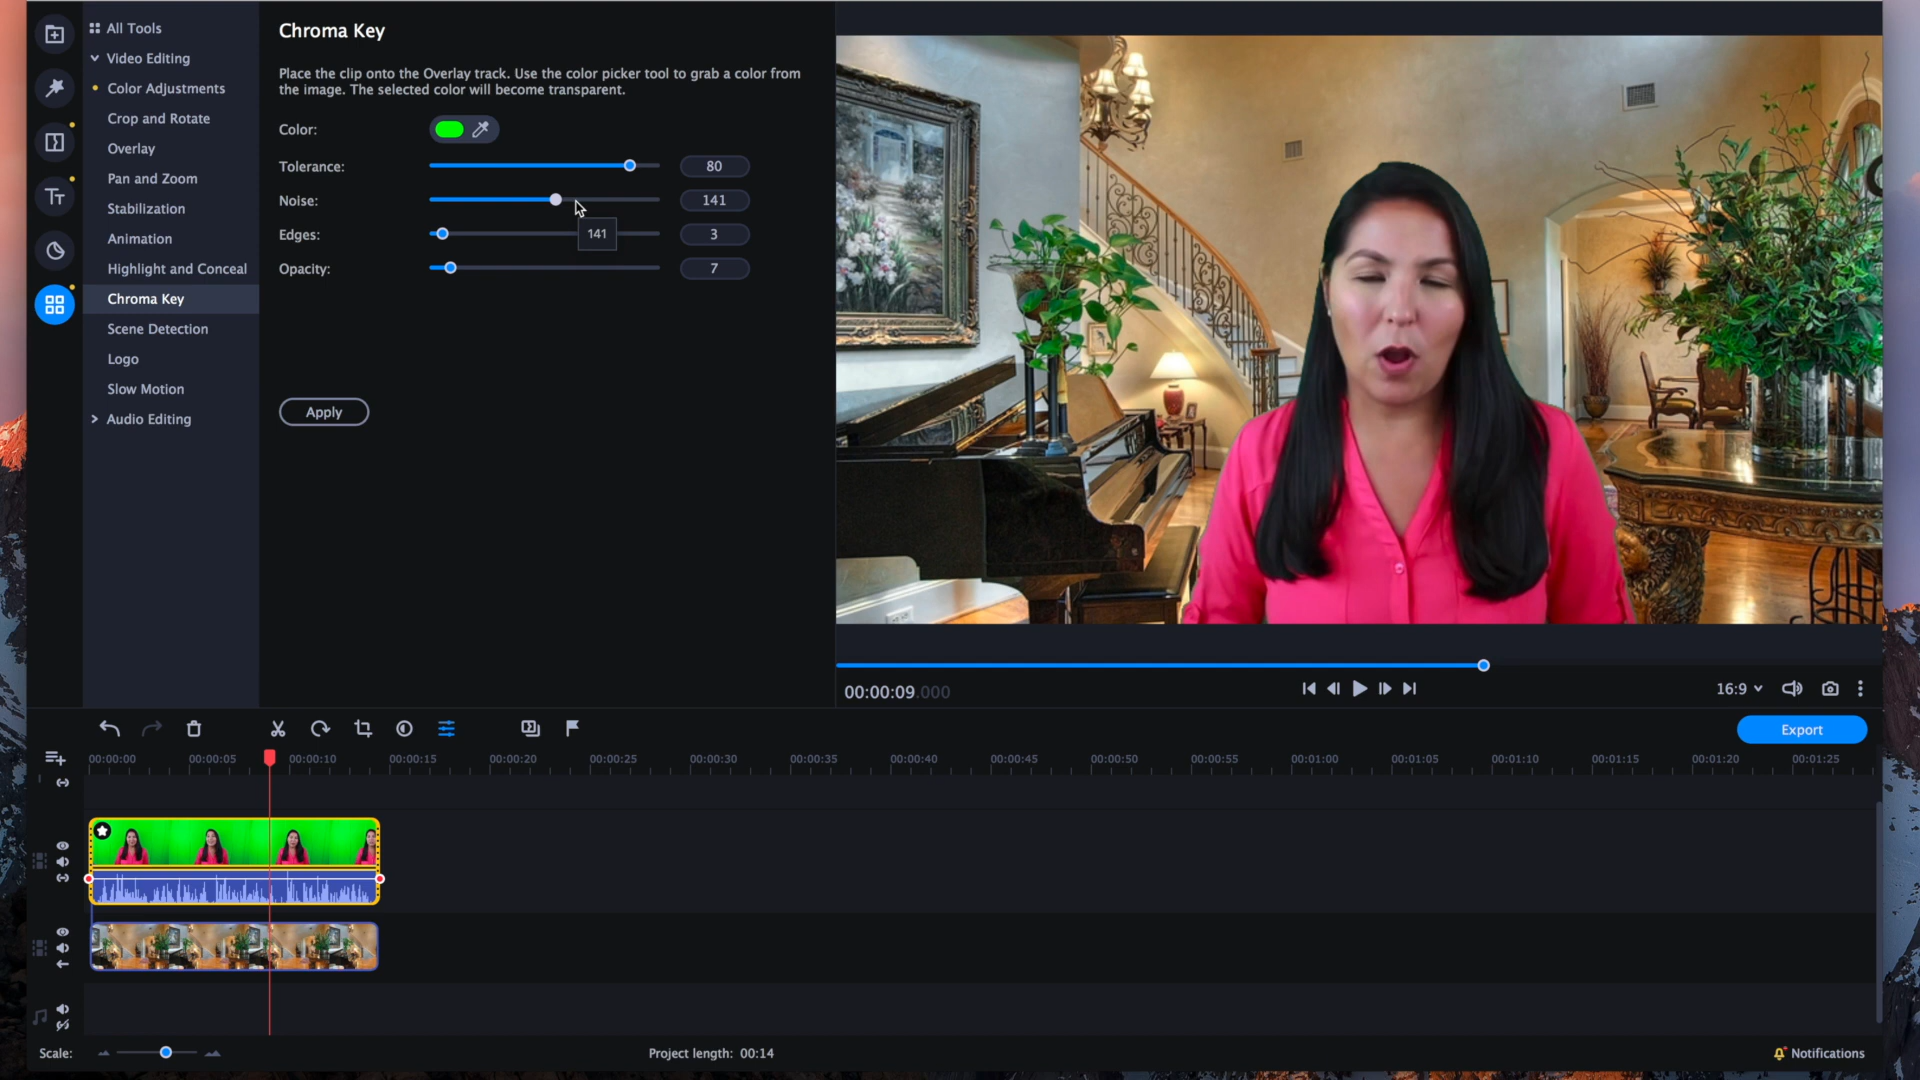 All Tools
Video Editing
Color Adjustments
Crop and Rotate
Overlay
Pan and Zoom
Stabilization
Animation
Highlight and Conceal
Chroma Key
Scene Detection
Logo
Slow Motion
Audio Editing
Chroma Key
Place the clip onto the Overlay track. Use the color picker tool to grab a color from
the image. The selected color will become transparent.
Color:
Tolerance: 80
Noise: 141
141
Edges: 3
Opacity: 7
Apply
00:00:09.000
16:9
Export
00:00:00 00:00:05 00:00:10 00:00:15 00:00:20 00:00:25 00:00:30 00:00:35 00:00:40 00:00:45 00:00:50 00:00:55 00:01:00 00:01:05 00:01:10 00:01:15 00:01:20 00:01:25
Scale:
Project length: 00:14
Notifications